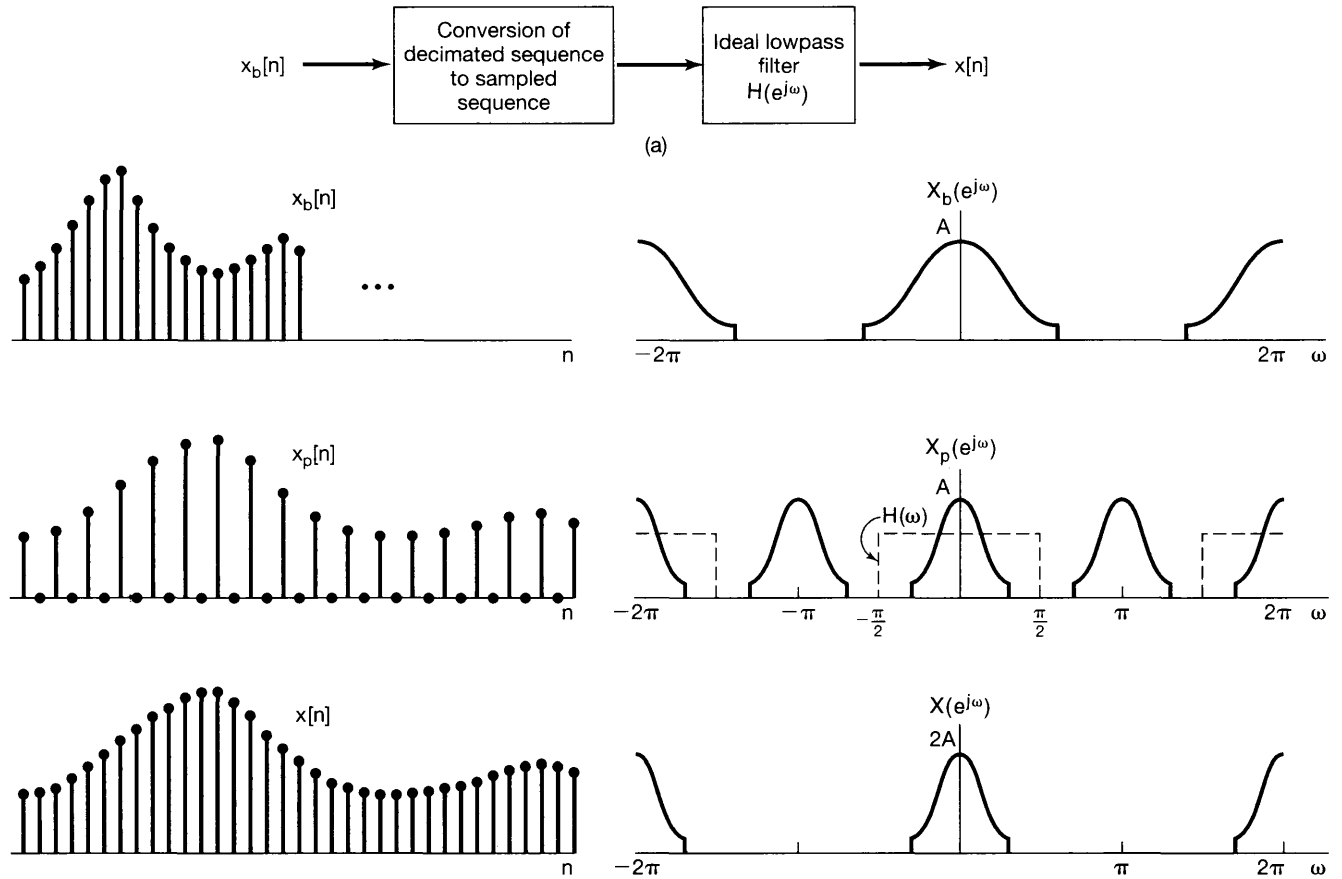 x_b[n]
Conversion of
decimated sequence
to sampled
sequence
Ideal lowpass
filter
H(e^{jω})
x[n]
(a)
x_b[n]
...
n
X_b(e^{jω})
A
−2π
2π
ω
x_p[n]
n
X_p(e^{jω})
A
H(ω)
−2π
−π
−π/2
π/2
π
2π
ω
x[n]
n
X(e^{jω})
2A
−2π
π
2π
ω